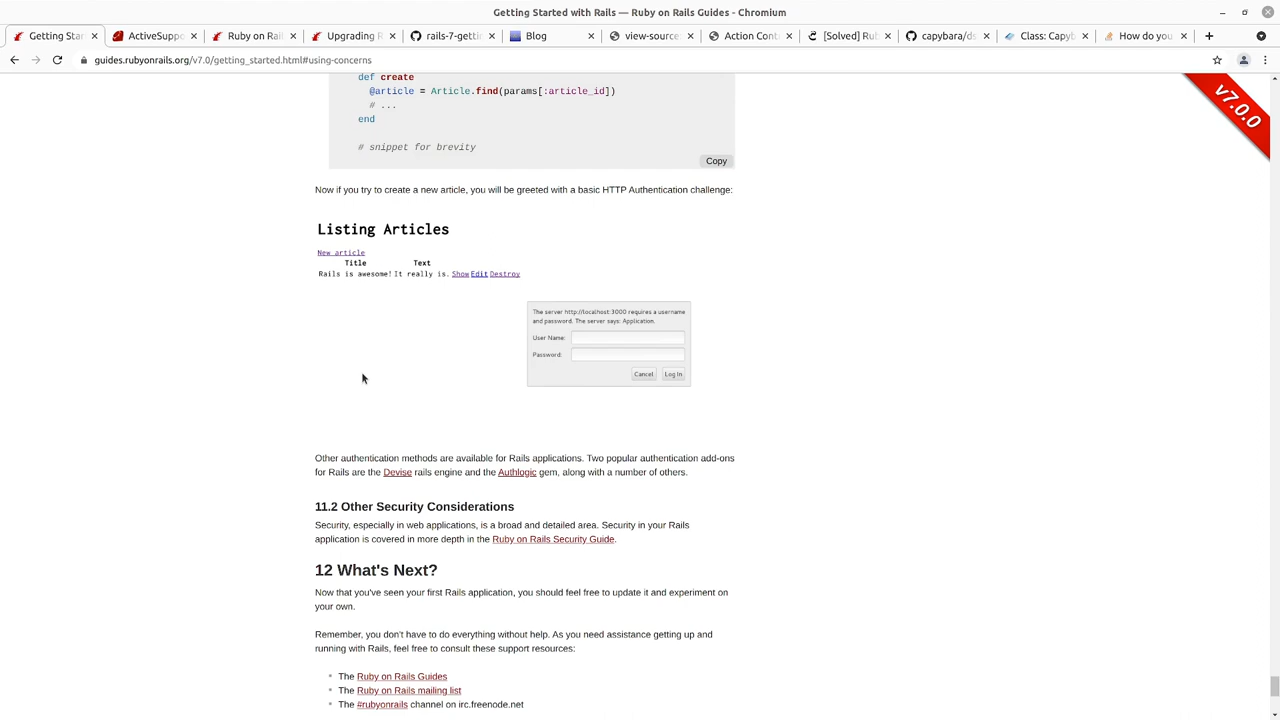 Getting Started with Rails — Ruby on Rails Guides - Chromium
Getting Star
ActiveSuppo
Ruby on Rail
Upgrading R
rails-7-getti
Blog
view-source
Action Cont
[Solved] Rub
capybara/ds
Class: Capyb
How do you
guides.rubyonrails.org/v7.0/getting_started.html#using-concerns
v7.0.0
def create
@article = Article.find(params[:article_id])
# ...
end
# snippet for brevity
Copy
Now if you try to create a new article, you will be greeted with a basic HTTP Authentication challenge:
Listing Articles
New article
Title Text
Rails is awesome! It really is. Show Edit Destroy
The server http://localhost:3000 requires a username
and password. The server says: Application.
User Name:
Password:
Cancel Log In
Other authentication methods are available for Rails applications. Two popular authentication add-ons
for Rails are the Devise rails engine and the Authlogic gem, along with a number of others.
11.2 Other Security Considerations
Security, especially in web applications, is a broad and detailed area. Security in your Rails
application is covered in more depth in the Ruby on Rails Security Guide.
12 What's Next?
Now that you've seen your first Rails application, you should feel free to update it and experiment on
your own.
Remember, you don't have to do everything without help. As you need assistance getting up and
running with Rails, feel free to consult these support resources:
The Ruby on Rails Guides
The Ruby on Rails mailing list
The #rubyonrails channel on irc.freenode.net